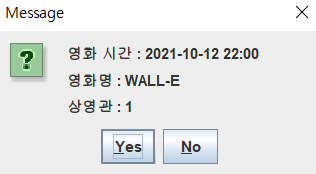 Message
영화 시간 : 2021-10-12 22:00
영화명 : WALL-E
상영관 : 1
Yes No